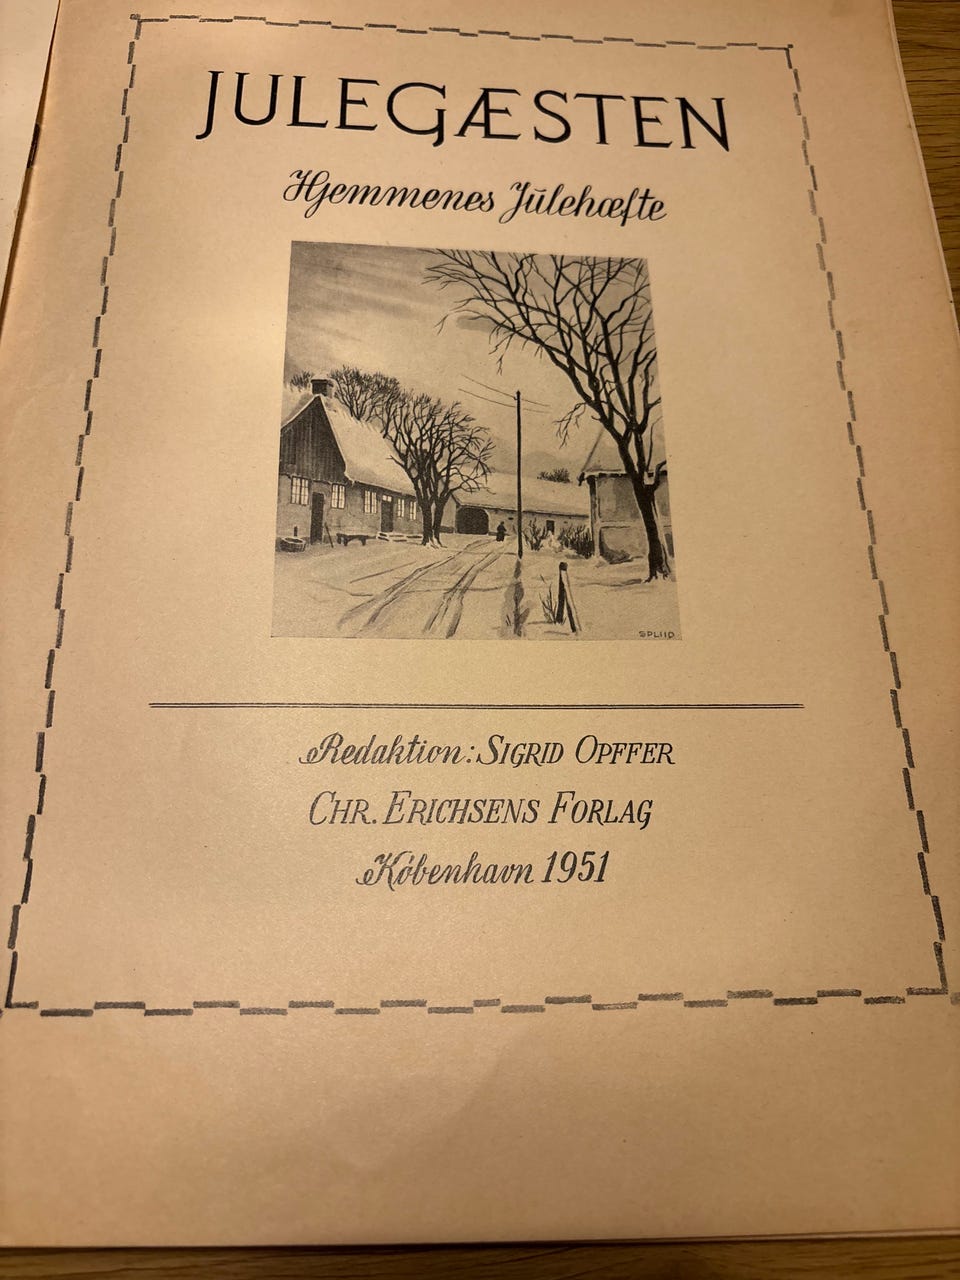 JULEGÆSTEN
Hjemmenes Julehæfte
SPLIID
Redaktion: SIGRID OPFFER
CHR. ERICHSENS FORLAG
København 1951